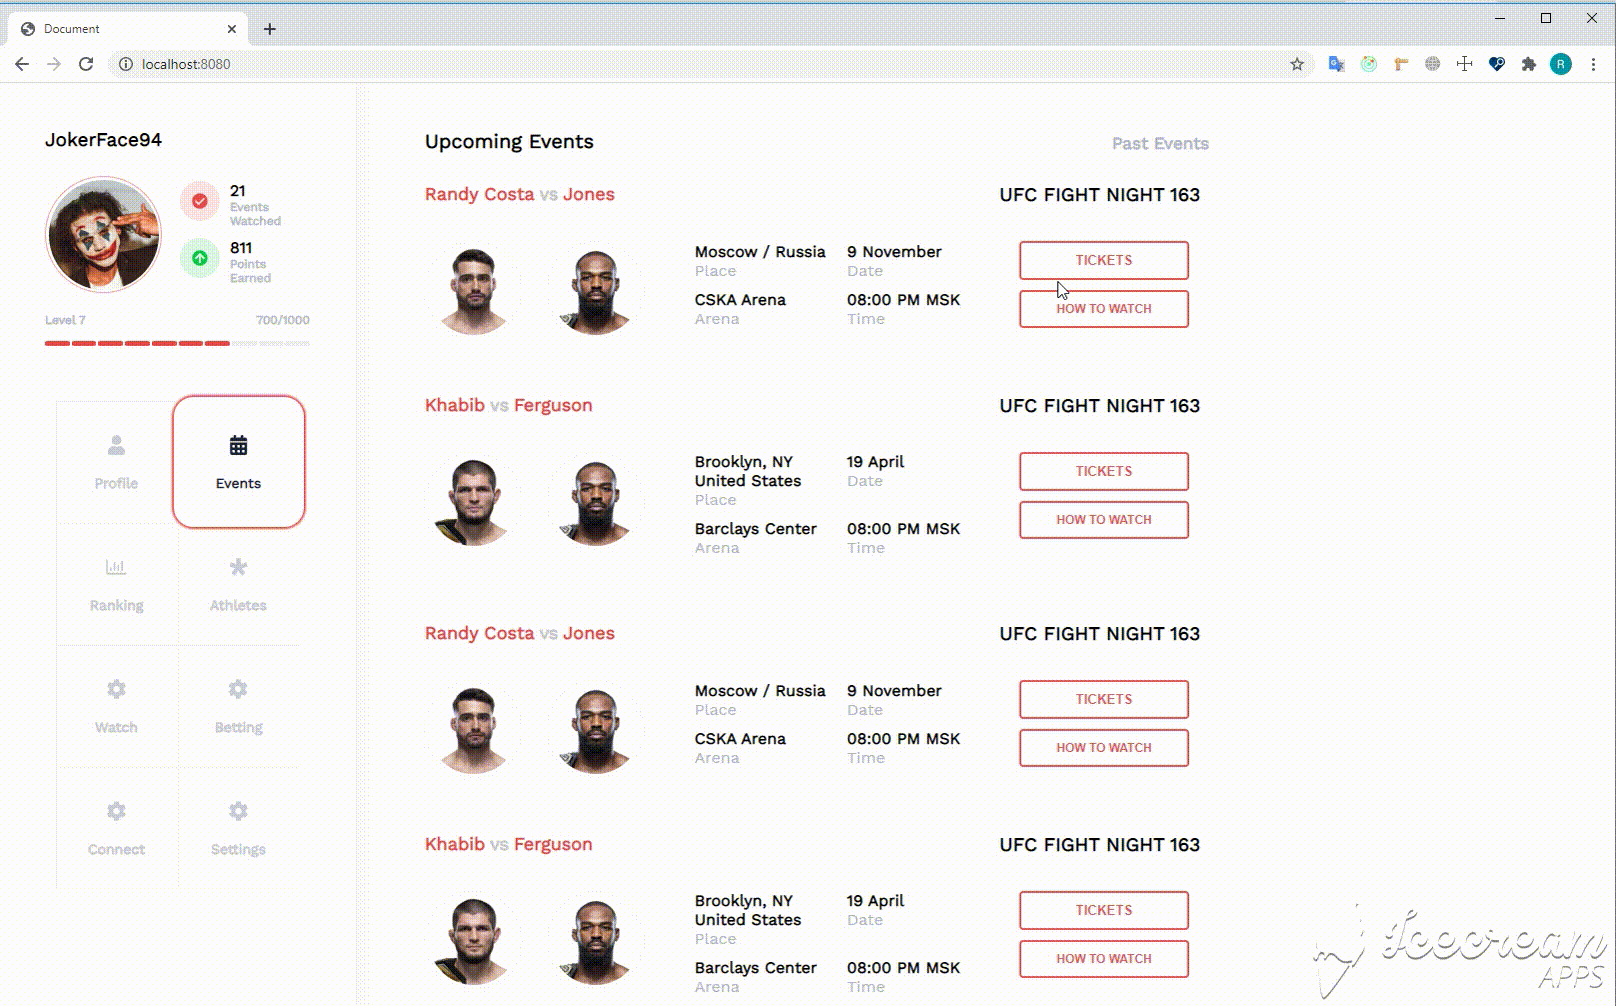 Document
localhost:8080
R
JokerFace94
21
Events
Watched
811
Points
Earned
Level 7
700/1000
Profile
Events
Ranking
Athletes
Watch
Betting
Connect
Settings
Upcoming Events
Past Events
Randy Costa vs Jones
UFC FIGHT NIGHT 163
Moscow / Russia
Place
9 November
Date
CSKA Arena
Arena
08:00 PM MSK
Time
TICKETS
HOW TO WATCH
Khabib vs Ferguson
UFC FIGHT NIGHT 163
Brooklyn, NY
United States
Place
19 April
Date
Barclays Center
Arena
08:00 PM MSK
Time
TICKETS
HOW TO WATCH
Randy Costa vs Jones
UFC FIGHT NIGHT 163
Moscow / Russia
Place
9 November
Date
CSKA Arena
Arena
08:00 PM MSK
Time
TICKETS
HOW TO WATCH
Khabib vs Ferguson
UFC FIGHT NIGHT 163
Brooklyn, NY
United States
Place
19 April
Date
Barclays Center
Arena
08:00 PM MSK
Time
TICKETS
HOW TO WATCH
Icecream
APPS